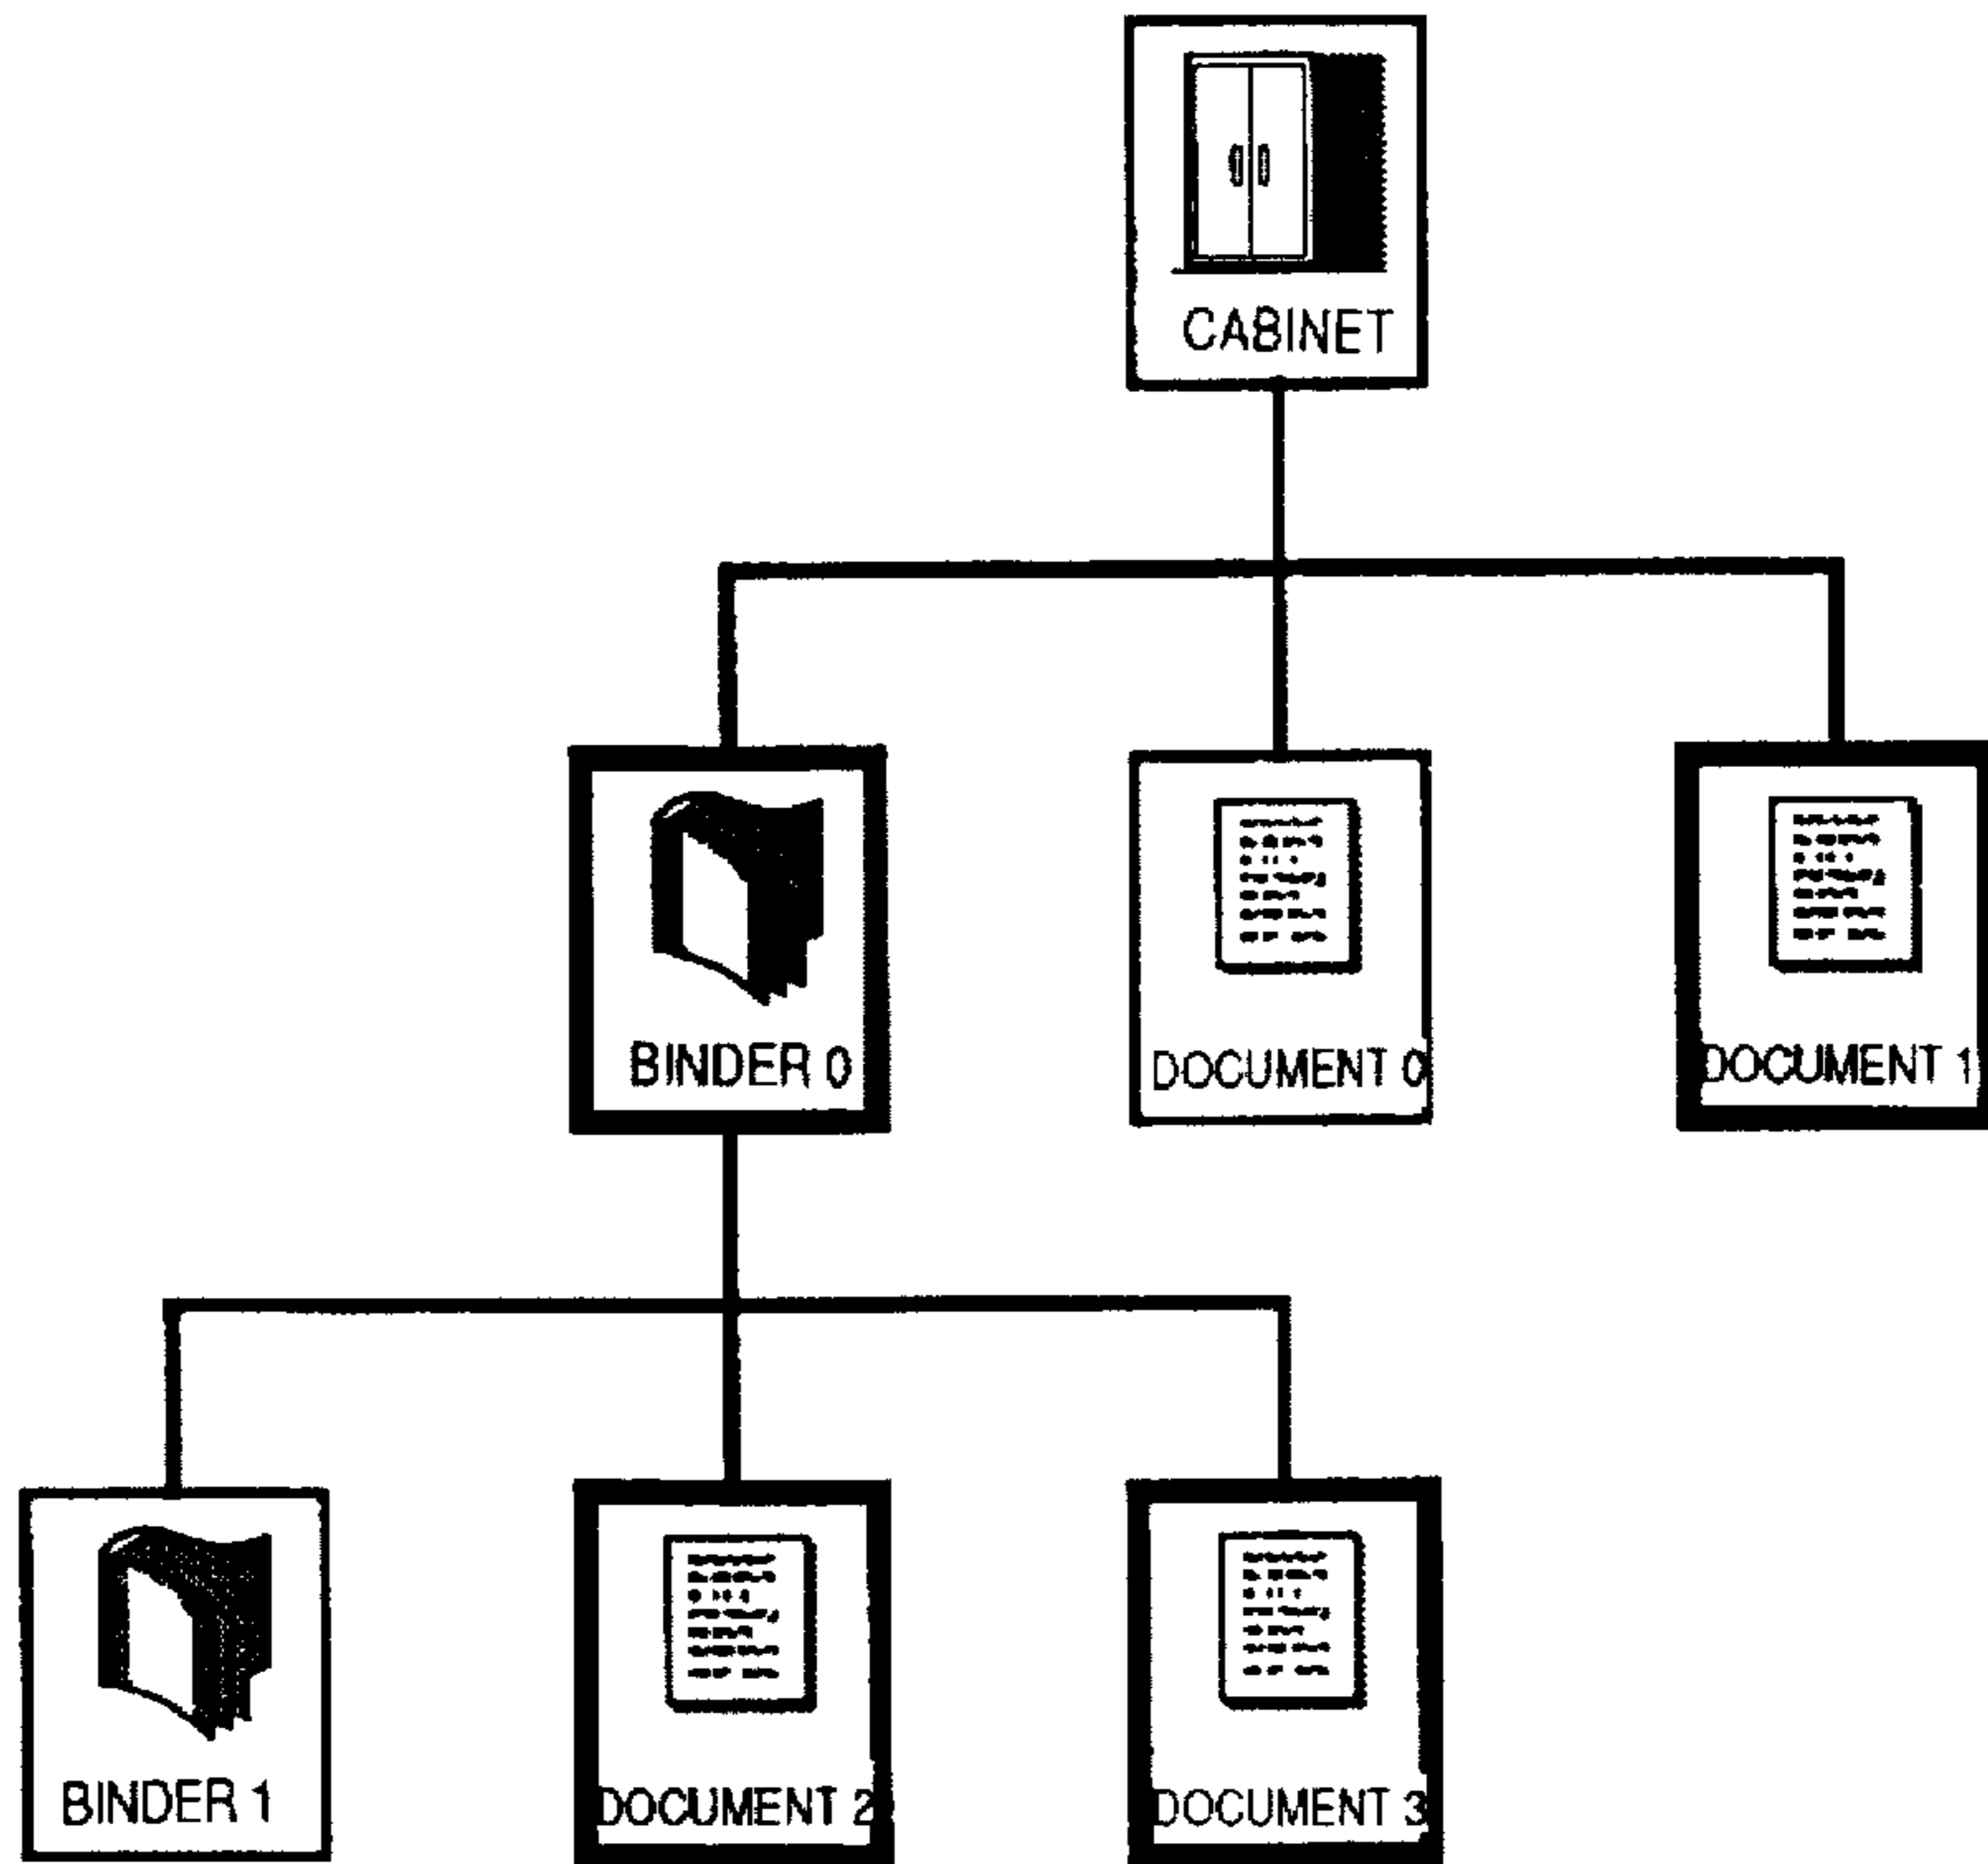 CABINET
BINDER 0
DOCUMENT 0
DOCUMENT 1
BINDER 1
DOCUMENT 2
DOCUMENT 3